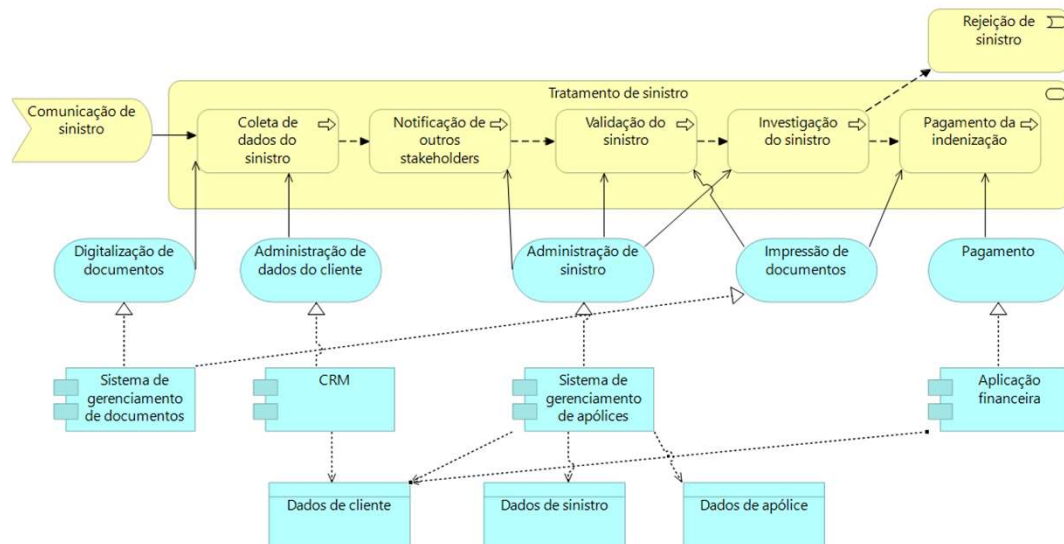 Rejeição de
sinistro
Tratamento de sinistro
Comunicação de
sinistro
Coleta de
dados do
sinistro
Notificação de
outros
stakeholders
Validação do
sinistro
Investigação
do sinistro
Pagamento da
indenização
Digitalização de
documentos
Administração de
dados do cliente
Administração de
sinistro
Impressão de
documentos
Pagamento
Sistema de
gerenciamento
de documentos
CRM
Sistema de
gerenciamento
de apólices
Aplicação
financeira
Dados de cliente
Dados de sinistro
Dados de apólice